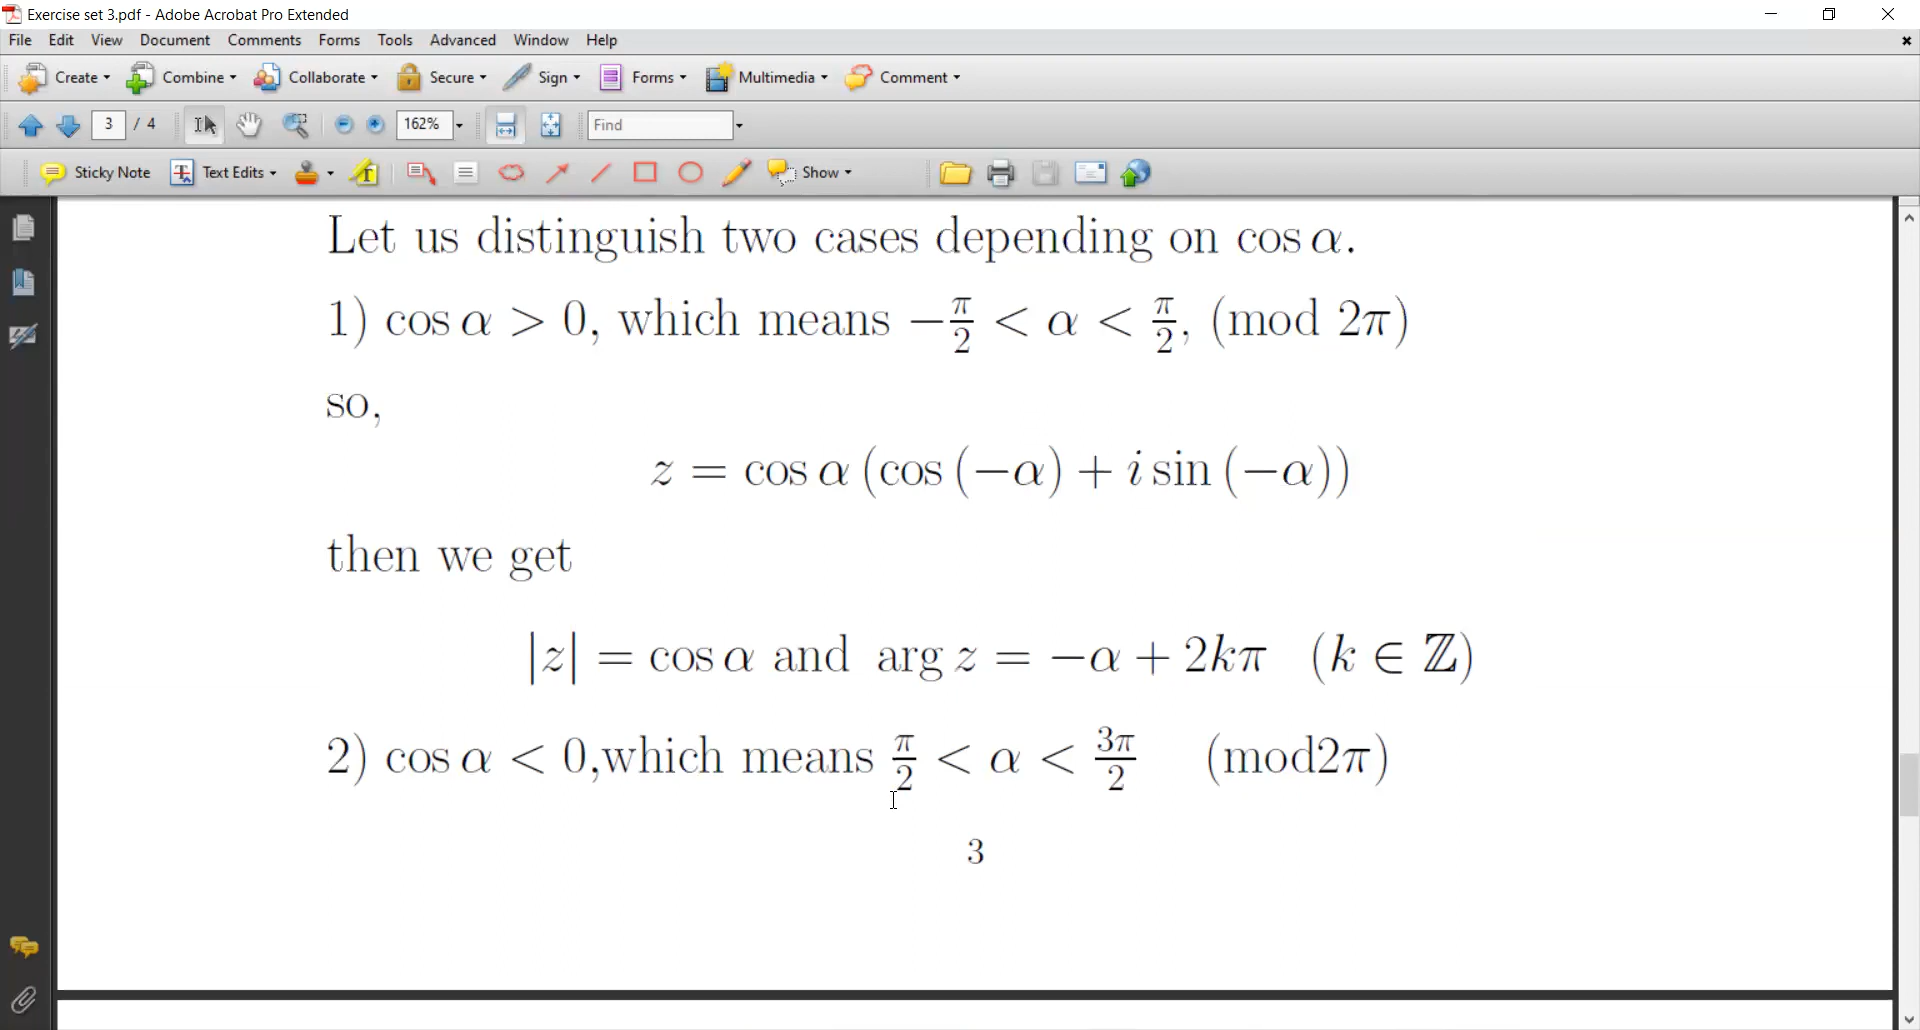 Exercise set 3.pdf - Adobe Acrobat Pro Extended
File Edit View Document Comments Forms Tools Advanced Window Help
Create Combine Collaborate Secure Sign Forms Multimedia Comment
3 / 4 162% Find
Sticky Note Text Edits Show
Let us distinguish two cases depending on cos α.
1) cos α > 0, which means −π/2 < α < π/2, (mod 2π)
so,
z = cos α (cos (−α) + i sin (−α))
then we get
|z| = cos α and arg z = −α + 2kπ (k ∈ ℤ)
2) cos α < 0,which means π/2 < α < 3π/2 (mod2π)
3